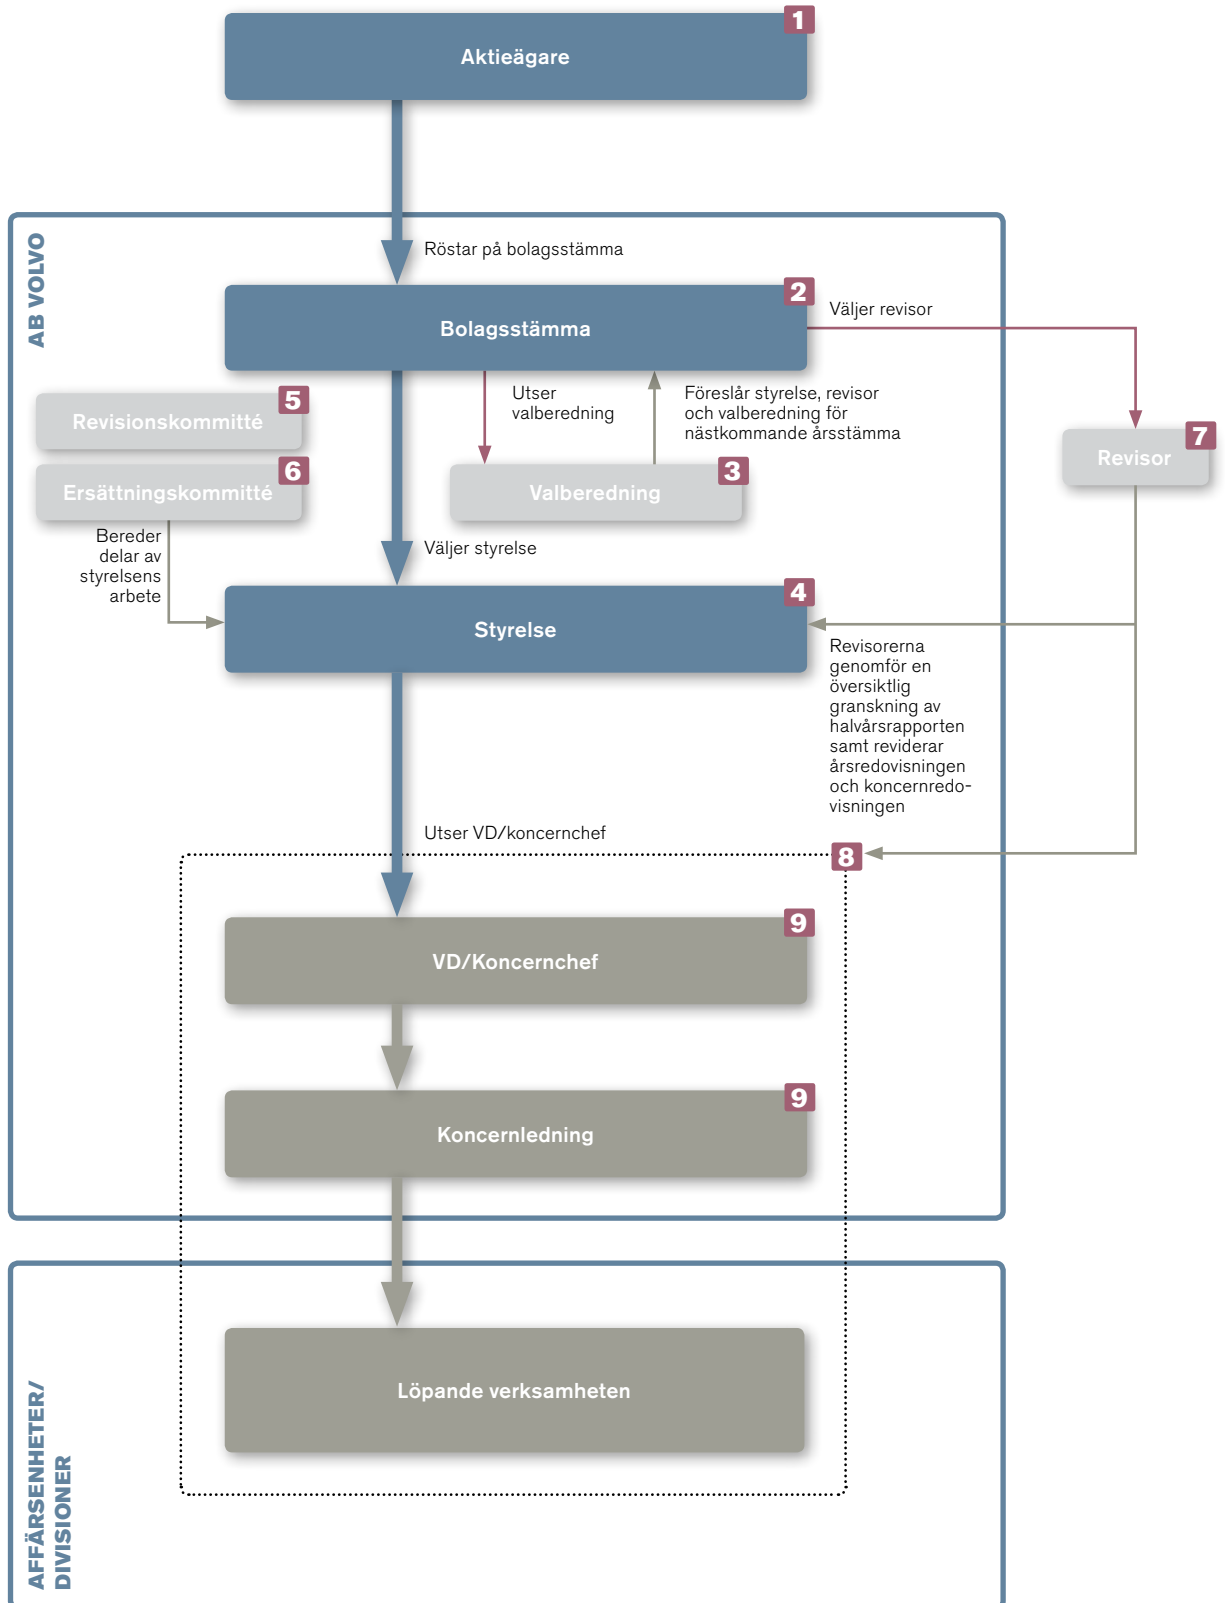 1
Aktieägare
AB VOLVO
Röstar på bolagsstämma
2
Bolagsstämma
Väljer revisor
5
Revisionskommitté
6
Ersättningskommitté
Utser
valberedning
Föreslår styrelse, revisor
och valberedning för
nästkommande årsstämma
3
Valberedning
7
Revisor
Bereder
delar av
styrelsens
arbete
Väljer styrelse
4
Styrelse
Revisorerna
genomför en
översiktlig
granskning av
halvårsrapporten
samt reviderar
årsredovisningen
och koncernredo-
visningen
Utser VD/koncernchef
8
9
VD/Koncernchef
9
Koncernledning
Löpande verksamheten
AFFÄRSENHETER/
DIVISIONER